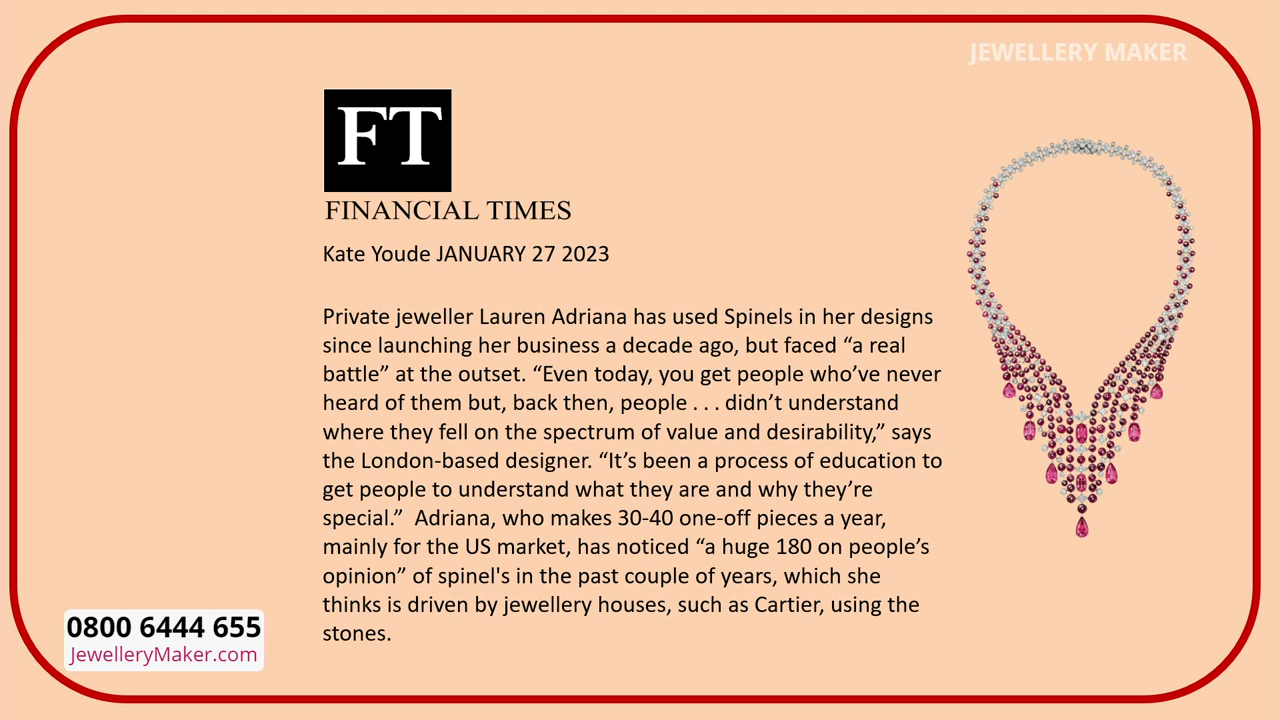 JEWELLERY MAKER
FT
FINANCIAL TIMES
Kate Youde JANUARY 27 2023
Private jeweller Lauren Adriana has used Spinels in her designs
since launching her business a decade ago, but faced “a real
battle” at the outset. “Even today, you get people who’ve never
heard of them but, back then, people . . . didn’t understand
where they fell on the spectrum of value and desirability,” says
the London-based designer. “It’s been a process of education to
get people to understand what they are and why they’re
special.”  Adriana, who makes 30-40 one-off pieces a year,
mainly for the US market, has noticed “a huge 180 on people’s
opinion” of spinel's in the past couple of years, which she
thinks is driven by jewellery houses, such as Cartier, using the
stones.
0800 6444 655
JewelleryMaker.com